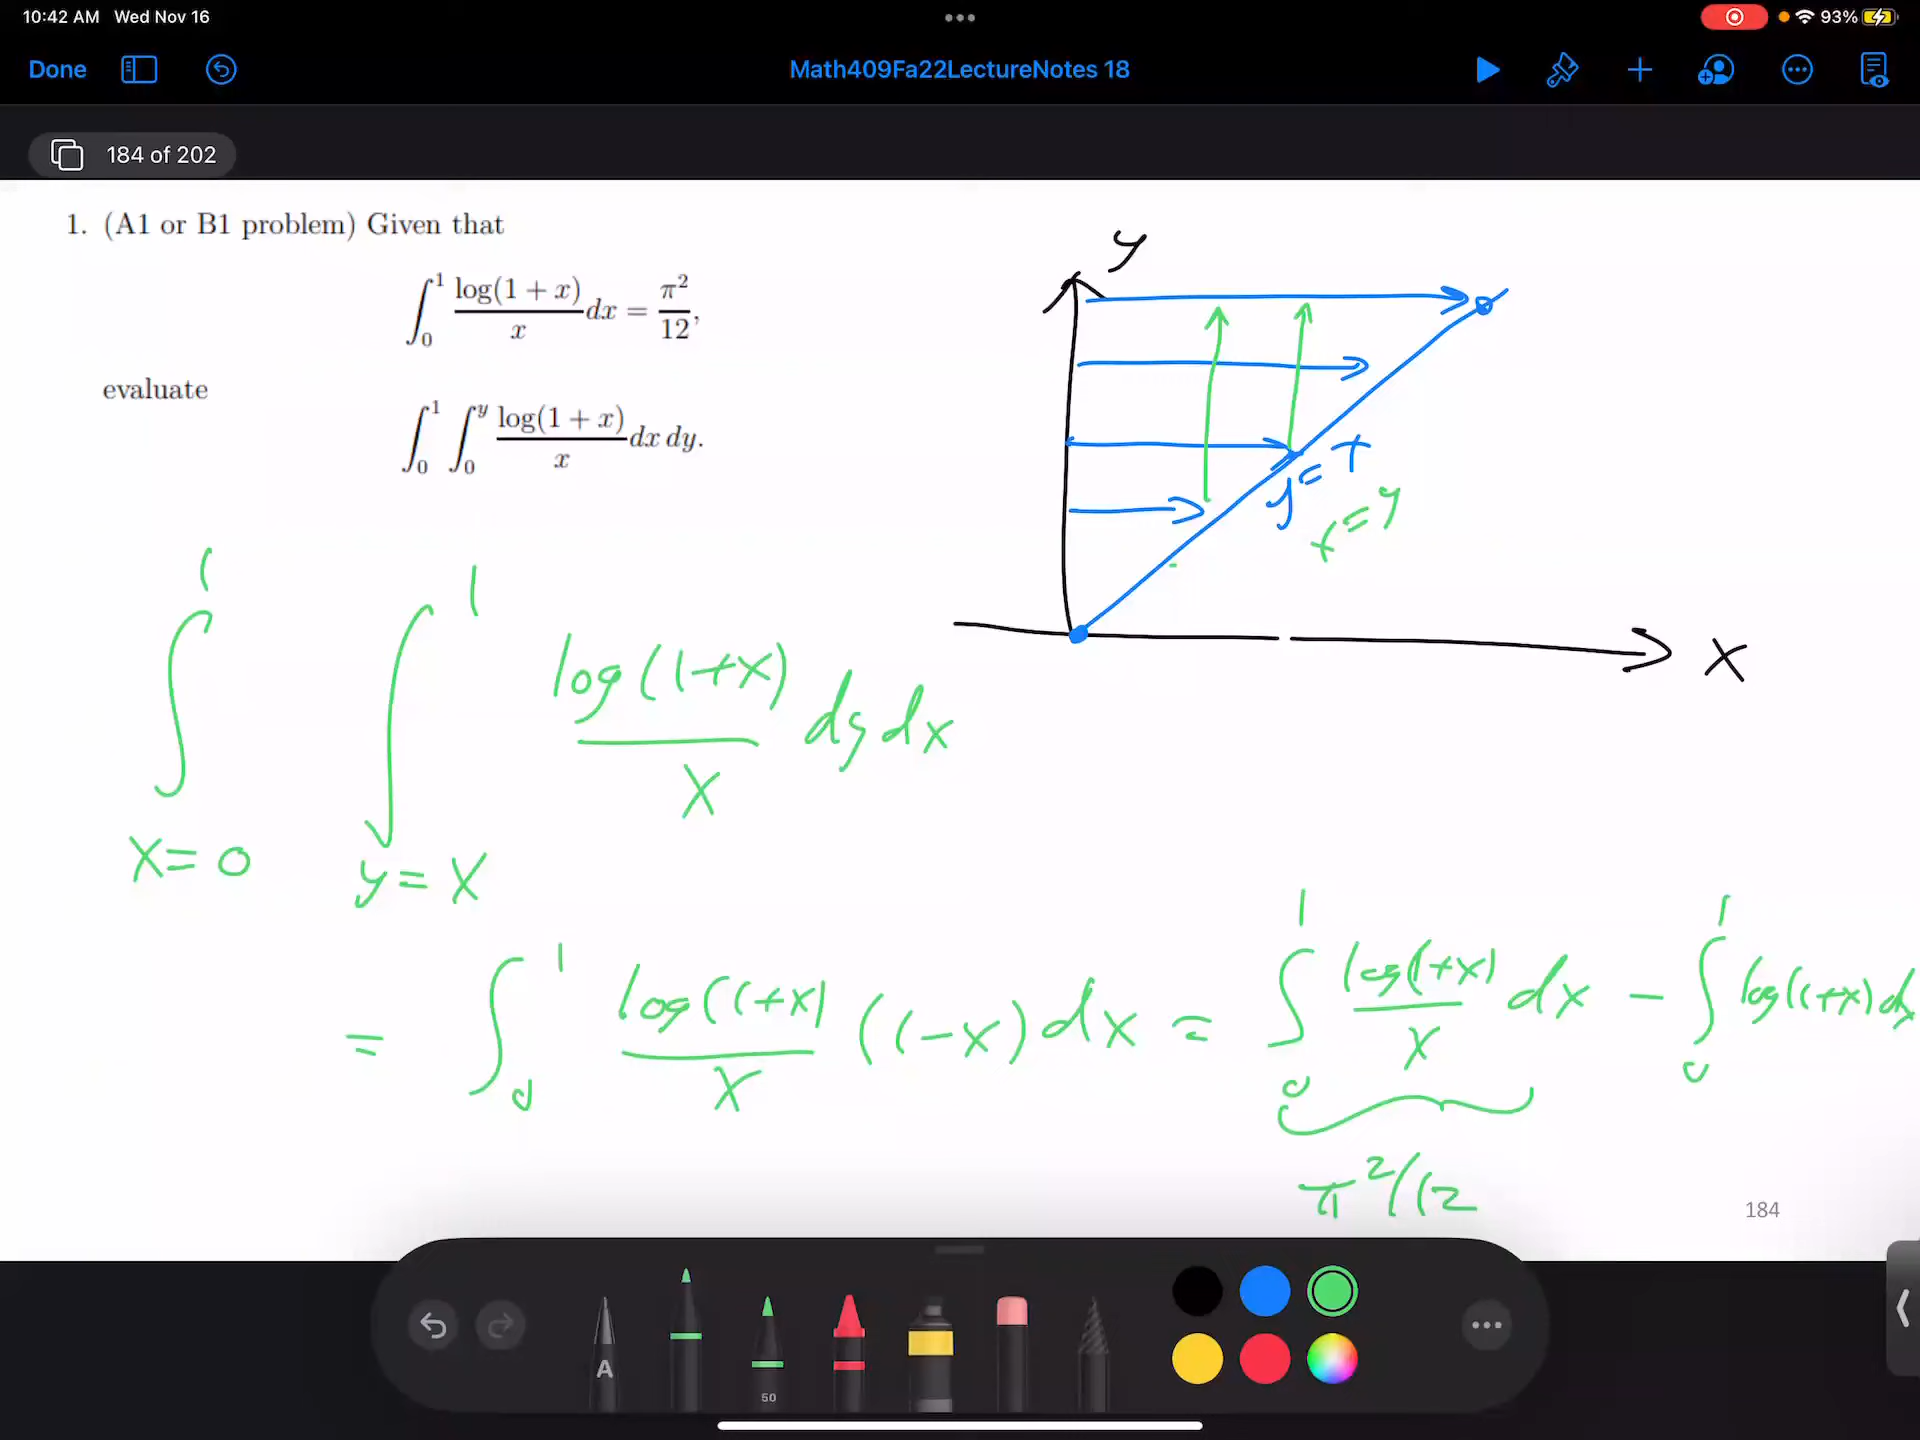 10:42 AM Wed Nov 16
93%
Done
Math409Fa22LectureNotes 18
184 of 202
1. (A1 or B1 problem) Given that
∫₀¹ log(1 + x)/x dx = π²/12,
evaluate
∫₀¹ ∫₀^y log(1 + x)/x dx dy.
y
y = x
x = y
x
∫_{x=0}^{1} ∫_{y=x}^{1} log(1+x)/x dy dx
= ∫₀¹ log(1+x)/x (1-x) dx = ∫₀¹ log(1+x)/x dx - ∫₀¹ log(1+x) dx
π²/12
184
A
50